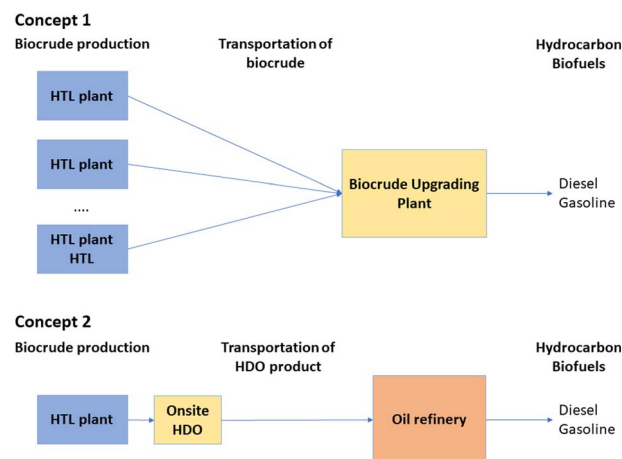 Concept 1
Biocrude production
Transportation of
biocrude
Hydrocarbon
Biofuels
HTL plant
HTL plant
....
HTL plant
HTL
Biocrude Upgrading
Plant
Diesel
Gasoline
Concept 2
Biocrude production
Transportation of
HDO product
Hydrocarbon
Biofuels
HTL plant
Onsite
HDO
Oil refinery
Diesel
Gasoline